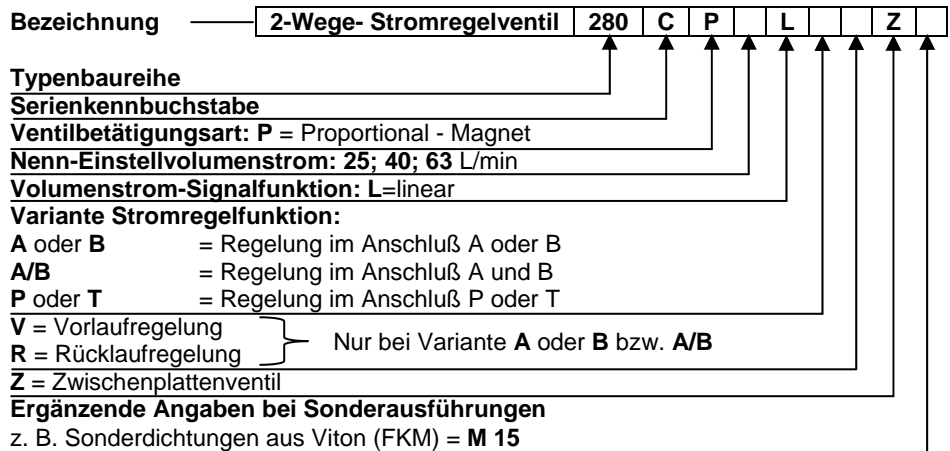 Bezeichnung 2-Wege- Stromregelventil 280 C P L Z
Typenbaureihe
Serienkennbuchstabe
Ventilbetätigungsart: P = Proportional - Magnet
Nenn-Einstellvolumenstrom: 25; 40; 63 L/min
Volumenstrom-Signalfunktion: L=linear
Variante Stromregelfunktion:
A oder B = Regelung im Anschluß A oder B
A/B = Regelung im Anschluß A und B
P oder T = Regelung im Anschluß P oder T
V = Vorlaufregelung
R = Rücklaufregelung
Nur bei Variante A oder B bzw. A/B
Z = Zwischenplattenventil
Ergänzende Angaben bei Sonderausführungen
z. B. Sonderdichtungen aus Viton (FKM) = M 15